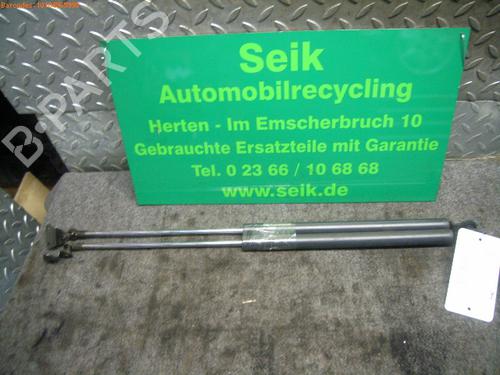 B-PARTS
Seik
Automobilrecycling
Herten - Im Emscherbruch 10
Gebrauchte Ersatzteile mit Garantie
Tel. 0 23 66 / 10 68 68
www.seik.de